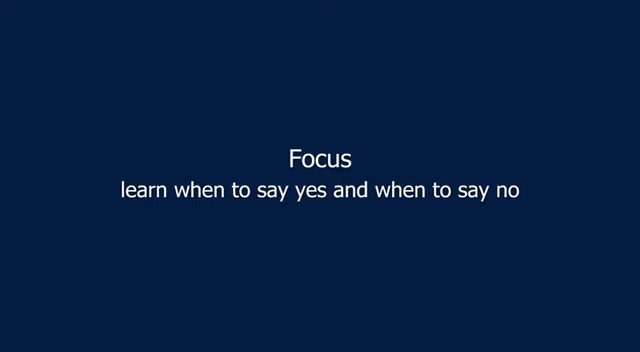 Focus
learn when to say yes and when to say no